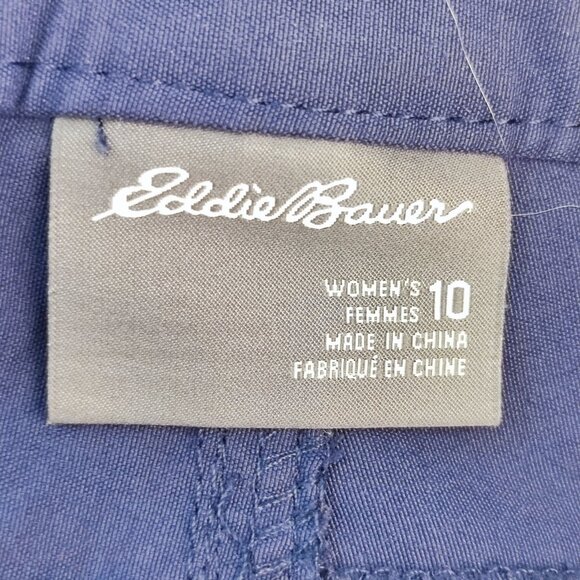 Eddie Bauer
WOMEN'S 10
FEMMES
MADE IN CHINA
FABRIQUÉ EN CHINE